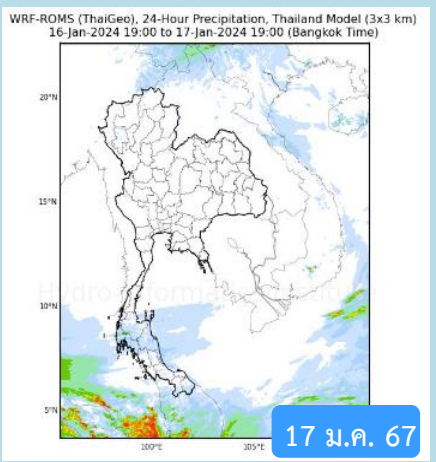 WRF-ROMS (ThaiGeo), 24-Hour Precipitation, Thailand Model (3x3 km)
16-Jan-2024 19:00 to 17-Jan-2024 19:00 (Bangkok Time)
20°N
15°N
10°N
5°N
100°E
105°E
17 ม.ค. 67